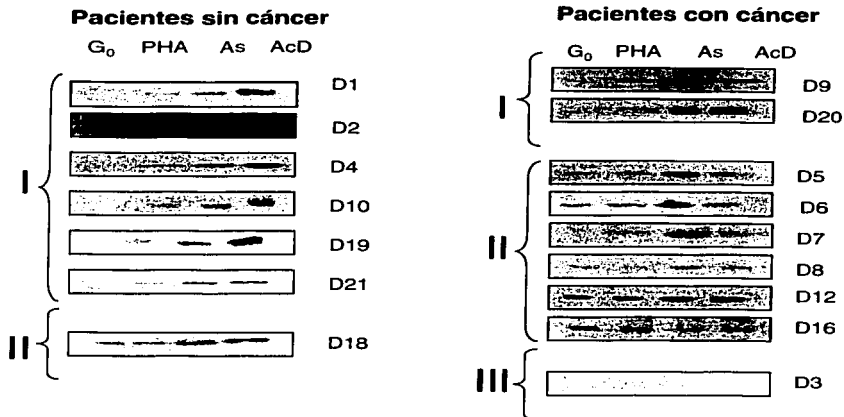 Pacientes sin cáncer
G₀ PHA As AcD
I
D1
D2
D4
D10
D19
D21
II
D18
Pacientes con cáncer
G₀ PHA As AcD
I
D9
D20
II
D5
D6
D7
D8
D12
D16
III
D3